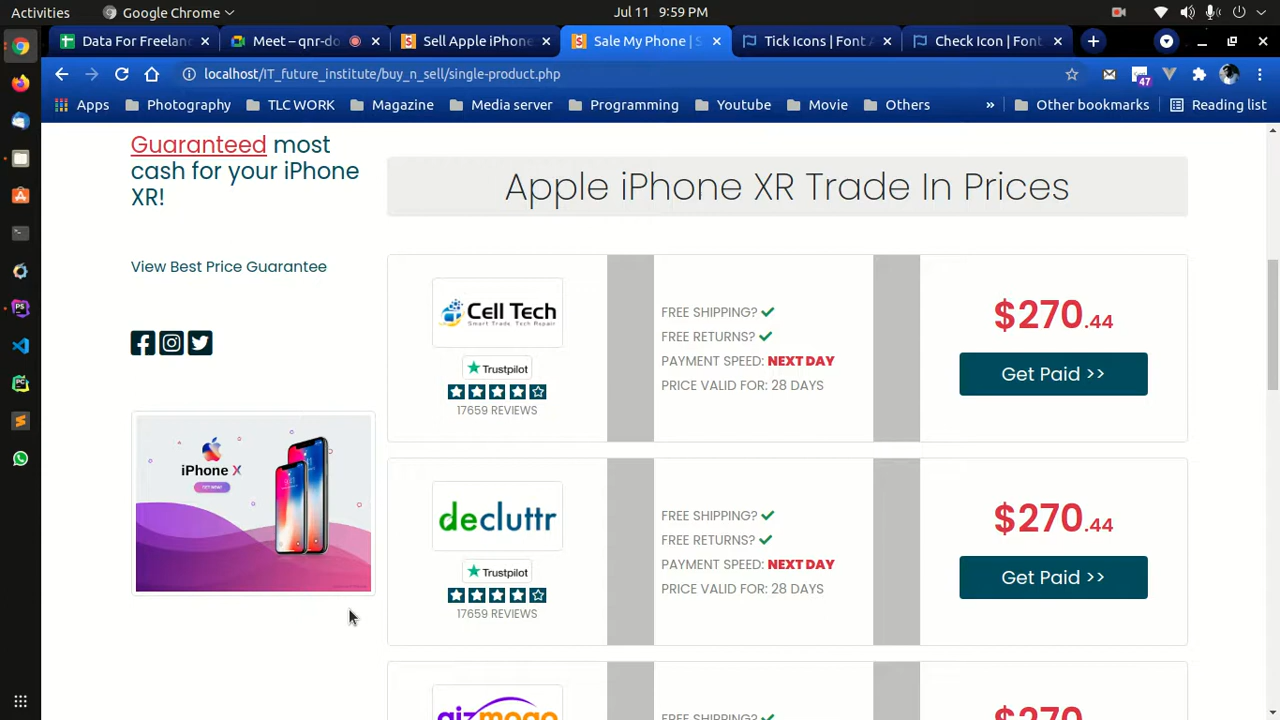 Activities
Google Chrome
Jul 11 9:59 PM
Data For Freelanc
Meet – qnr-do
Sell Apple iPhone
Sale My Phone | S
Tick Icons | Font A
Check Icon | Font
localhost/IT_future_institute/buy_n_sell/single-product.php
47
Apps
Photography
TLC WORK
Magazine
Media server
Programming
Youtube
Movie
Others
»
Other bookmarks
Reading list
Guaranteed most
cash for your iPhone
XR!
View Best Price Guarantee
iPhone X
Apple iPhone XR Trade In Prices
Cell Tech
Smart Trade Tech Repair
Trustpilot
17659 REVIEWS
FREE SHIPPING?
FREE RETURNS?
PAYMENT SPEED: NEXT DAY
PRICE VALID FOR: 28 DAYS
$270.44
Get Paid >>
decluttr
Trustpilot
17659 REVIEWS
FREE SHIPPING?
FREE RETURNS?
PAYMENT SPEED: NEXT DAY
PRICE VALID FOR: 28 DAYS
$270.44
Get Paid >>
gizmogo
FREE SHIPPING?
$270.44